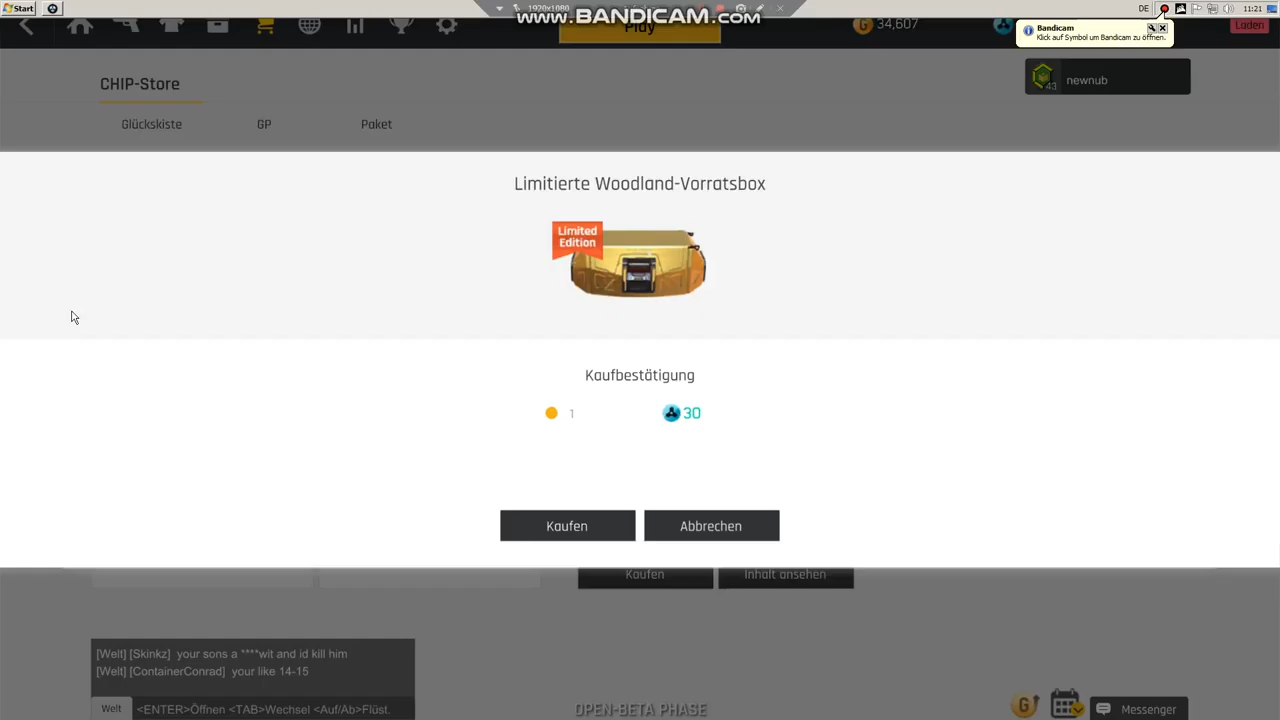 Start
1920x1080
WWW.BANDICAM.COM
DE
11:21
Bandicam
Klick auf Symbol um Bandicam zu öffnen.
Play
34,607
Laden
CHIP-Store
43
newnub
Glückskiste
GP
Paket
Limitierte Woodland-Vorratsbox
Limited
Edition
Kaufbestätigung
1
30
Kaufen
Abbrechen
Kaufen
Inhalt ansehen
[Welt] [Skinkz] your sons a ****wit and id kill him
[Welt] [ContainerConrad] your like 14-15
Welt
<ENTER>Öffnen <TAB>Wechsel <Auf/Ab>Flüst.
OPEN-BETA PHASE
Messenger